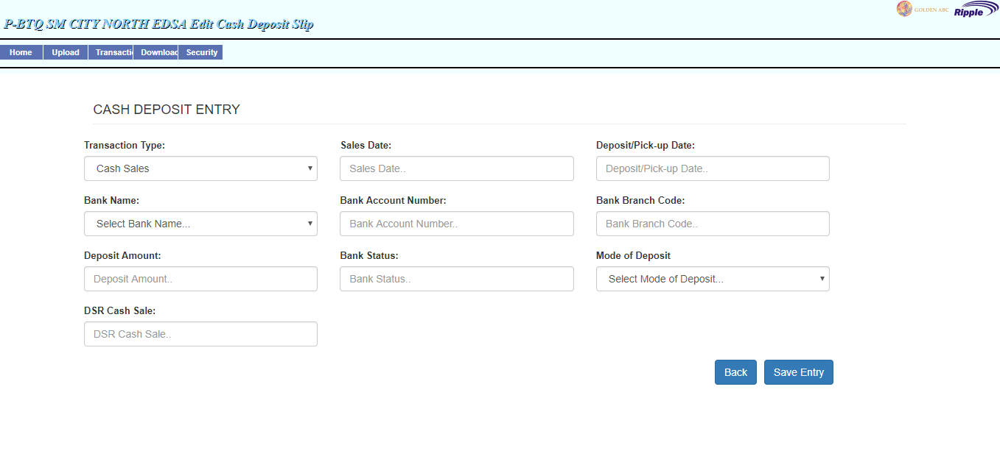 GOLDEN ABC Ripple
P-BTQ SM CITY NORTH EDSA Edit Cash Deposit Slip
Home Upload Transacti Download Security
CASH DEPOSIT ENTRY
Transaction Type: Sales Date: Deposit/Pick-up Date:
Cash Sales Sales Date.. Deposit/Pick-up Date..
Bank Name: Bank Account Number: Bank Branch Code:
Select Bank Name... Bank Account Number.. Bank Branch Code..
Deposit Amount: Bank Status: Mode of Deposit
Deposit Amount.. Bank Status.. Select Mode of Deposit...
DSR Cash Sale:
DSR Cash Sale..
Back Save Entry